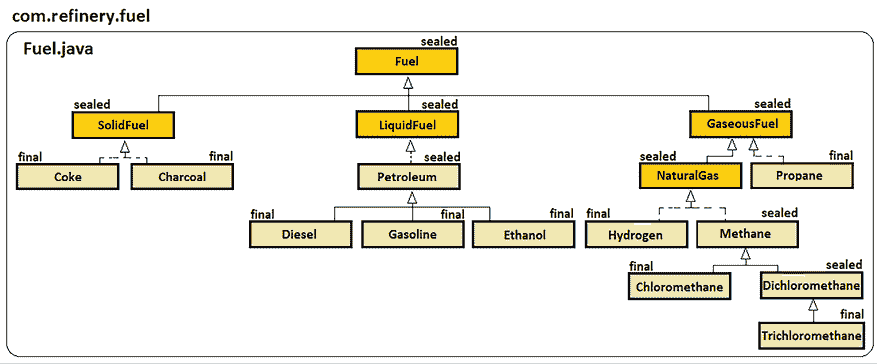 com.refinery.fuel
Fuel.java
sealed
Fuel
sealed sealed sealed
SolidFuel LiquidFuel GaseousFuel
final final sealed sealed final
Coke Charcoal Petroleum NaturalGas Propane
final final final final sealed
Diesel Gasoline Ethanol Hydrogen Methane
final sealed
Chloromethane Dichloromethane
final
Trichloromethane